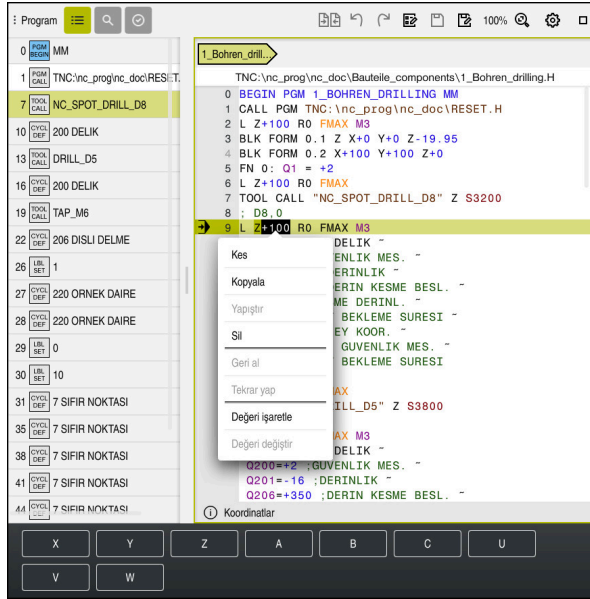 Program
100%
0 PGM BEGIN MM
1 PGM CALL TNC:\nc_prog\nc_doc\RESET.
7 TOOL CALL NC_SPOT_DRILL_D8
10 CYCL DEF 200 DELIK
13 TOOL CALL DRILL_D5
16 CYCL DEF 200 DELIK
19 TOOL CALL TAP_M6
22 CYCL DEF 206 DISLI DELME
26 LBL SET 1
27 CYCL DEF 220 ORNEK DAIRE
28 CYCL DEF 220 ORNEK DAIRE
29 LBL SET 0
30 LBL SET 10
31 CYCL DEF 7 SIFIR NOKTASI
35 CYCL DEF 7 SIFIR NOKTASI
38 CYCL DEF 7 SIFIR NOKTASI
41 CYCL DEF 7 SIFIR NOKTASI
44 CYCL 7 SIFIR NOKTASI
1_Bohren_drill...
TNC:\nc_prog\nc_doc\Bauteile_components\1_Bohren_drilling.H
0 BEGIN PGM 1_BOHREN_DRILLING MM
1 CALL PGM TNC:\nc_prog\nc_doc\RESET.H
2 L Z+100 R0 FMAX M3
3 BLK FORM 0.1 Z X+0 Y+0 Z-19.95
4 BLK FORM 0.2 X+100 Y+100 Z+0
5 FN 0: Q1 = +2
6 L Z+100 R0 FMAX
7 TOOL CALL "NC_SPOT_DRILL_D8" Z S3200
8 ; D8,0
9 L Z+100 R0 FMAX M3
DELIK ~
ENLIK MES. ~
ERINLIK ~
ERIN KESME BESL. ~
ME DERINL. ~
BEKLEME SURESI ~
EY KOOR. ~
GUVENLIK MES. ~
BEKLEME SURESI
AX
ILL_D5" Z S3800
AX M3
DELIK ~
Q200=+2 ;GUVENLIK MES. ~
Q201=-16 ;DERINLIK ~
Q206=+350 ;DERIN KESME BESL. ~
Kes
Kopyala
Yapıştır
Sil
Geri al
Tekrar yap
Değeri işaretle
Değeri değiştir
Koordinatlar
X Y Z A B C U
V W